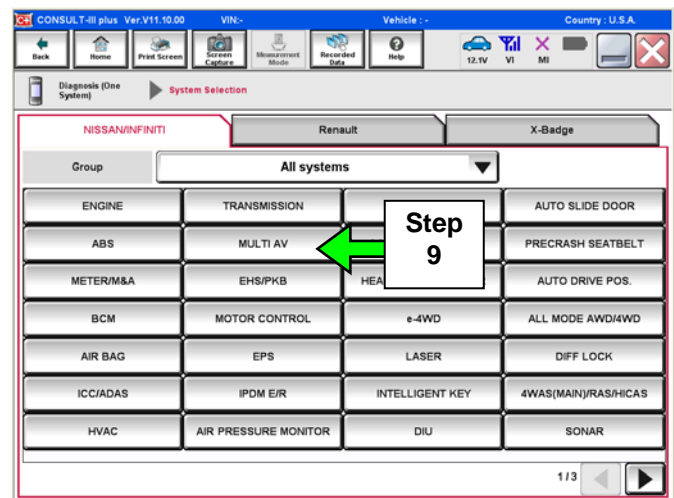 CONSULT-III plus Ver.V11.10.00 VIN:- Vehicle : - Country : U.S.A.
Back Home Print Screen Screen Capture Measurement Mode Recorded Data Help 12.1V VI MI
Diagnosis (One System) System Selection
NISSAN/INFINITI Renault X-Badge
Group All systems
ENGINE TRANSMISSION AUTO SLIDE DOOR
ABS MULTI AV PRECRASH SEATBELT
Step
9
METER/M&A EHS/PKB HEA AUTO DRIVE POS.
BCM MOTOR CONTROL e-4WD ALL MODE AWD/4WD
AIR BAG EPS LASER DIFF LOCK
ICC/ADAS IPDM E/R INTELLIGENT KEY 4WAS(MAIN)/RAS/HICAS
HVAC AIR PRESSURE MONITOR DIU SONAR
1/3